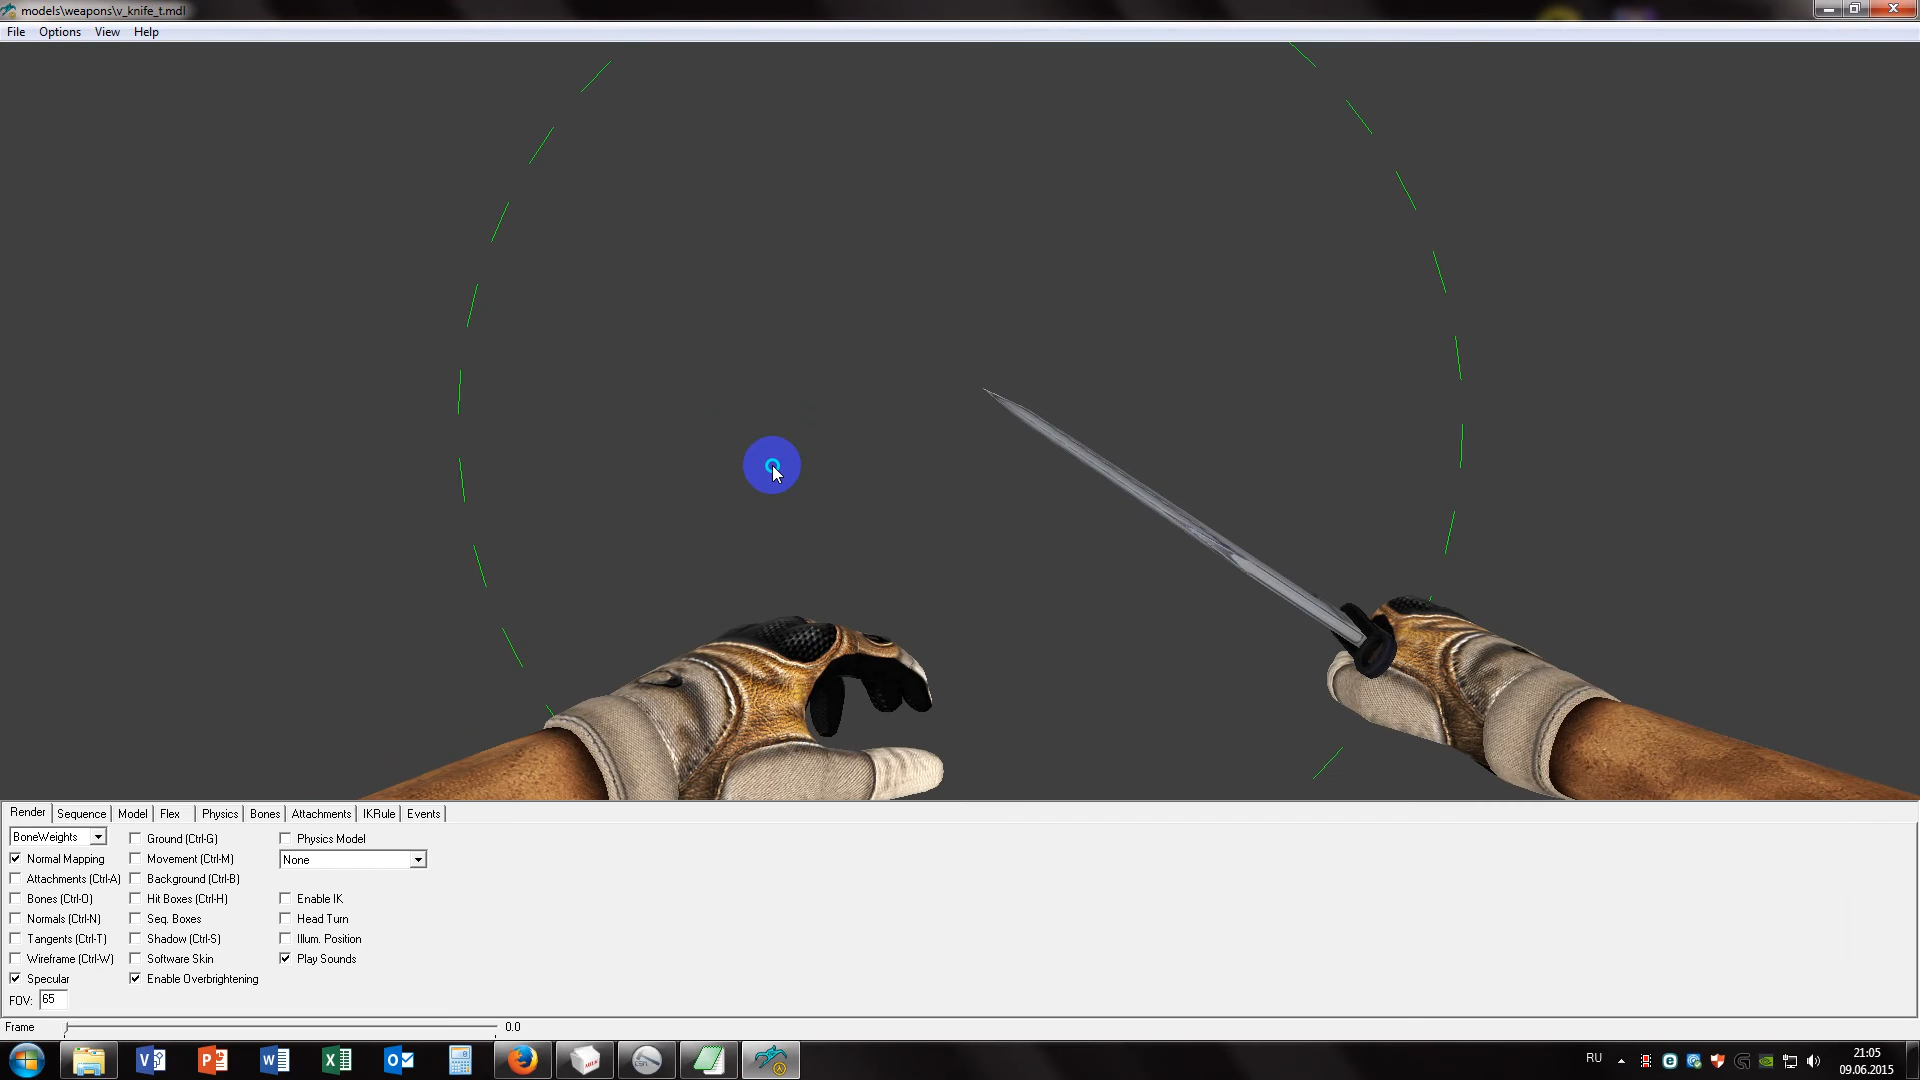 models\weapons\v_knife_t.mdl
File Options View Help
Render Sequence Model Flex Physics Bones Attachments IKRule Events
BoneWeights Ground (Ctrl-G) Physics Model
Normal Mapping Movement (Ctrl-M) None
Attachments (Ctrl-A) Background (Ctrl-B)
Bones (Ctrl-O) Hit Boxes (Ctrl-H) Enable IK
Normals (Ctrl-N) Seq. Boxes Head Turn
Tangents (Ctrl-T) Shadow (Ctrl-S) Illum. Position
Wireframe (Ctrl-W) Software Skin Play Sounds
Specular Enable Overbrightening
FOV: 65
Frame 0.0
RU 21:05
09.06.2015